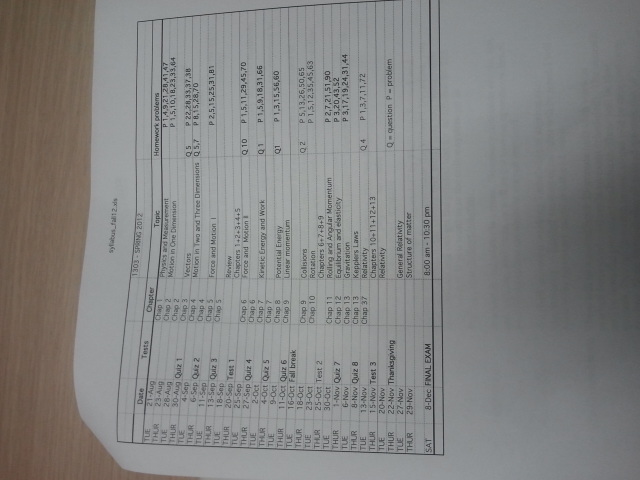 syllabus_fall12.xls
1303 - SPRING 2012
Date Tests Chapter Topic Homework problems
TUE 21-Aug Chap 1 Physics and Measurement P 1,4,9,21,28,41,47
THUR 23-Aug Chap 2 Motion in One Dimension P 1,5,10,18,23,35,64
TUE 28-Aug Chap 2
THUR 30-Aug Quiz 1 Chap 3 Vectors Q 5 P 22,28,33,37,38
TUE 4-Sep Chap 4 Motion in Two and Three Dimensions Q 5,7 P 8,15,28,70
THUR 6-Sep Quiz 2 Chap 4
TUE 11-Sep Chap 5 Force and Motion I P 2,5,15,25,31,81
THUR 13-Sep Quiz 3 Chap 5
TUE 18-Sep Review
THUR 20-Sep Test 1 Chapters 1+2+3+4+5
TUE 25-Sep Chap 6 Force and Motion II Q 10 P 1,5,11,29,45,70
THUR 27-Sep Quiz 4 Chap 6
TUE 2-Oct Chap 7 Kinetic Energy and Work Q 1 P 1,5,9,18,31,66
THUR 4-Oct Quiz 5 Chap 7
TUE 9-Oct Chap 8 Potential Energy Q1 P 1,3,15,56,60
THUR 11-Oct Quiz 6 Chap 9 Linear momentum
TUE 16-Oct Fall break
THUR 18-Oct Chap 9 Collisions Q 2 P 5,13,26,50,65
TUE 23-Oct Chap 10 Rotation P 1,5,12,35,45,63
THUR 25-Oct Test 2 Chapters 6+7+8+9
TUE 30-Oct Chap 11 Rolling and Angular Momentum P 2,7,21,51,90
THUR 1-Nov Quiz 7 Chap 12 Equilibrium and elasticity P 3,20,43,52
TUE 6-Nov Chap 13 Gravitation P 3,17,19,24,31,44
THUR 8-Nov Quiz 8 Chap 13 Kepplers Laws
TUE 13-Nov Chap 37 Relativity Q 4 P 1,3,7,11,72
THUR 15-Nov Test 3 Chapters 10+11+12+13
TUE 20-Nov Relativity
THUR 22-Nov Thanksgiving Q = question P = problem
TUE 27-Nov General Relativity
THUR 29-Nov Structure of matter
SAT 8-Dec FINAL EXAM 8:00 am - 10:30 pm